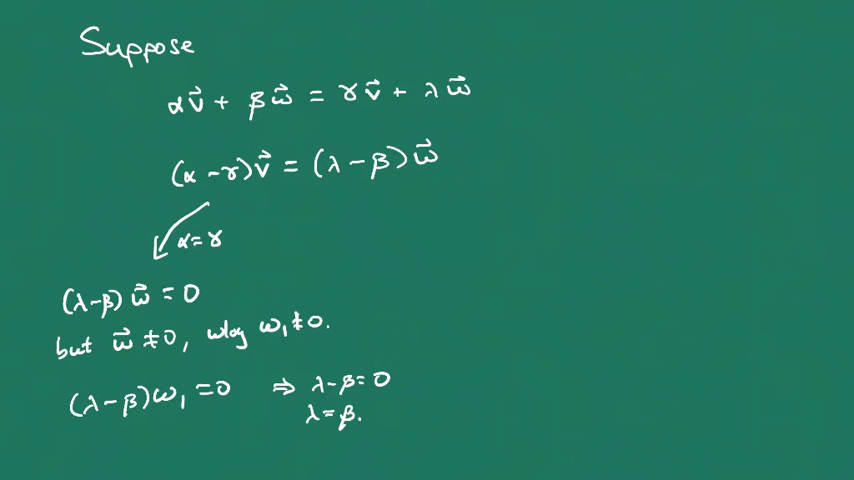 Suppose
α v⃗ + β w⃗ = γ v⃗ + λ w⃗
(α - γ) v⃗ = (λ - β) w⃗
α = γ
(λ - β) w⃗ = 0
but w⃗ ≠ 0, wlog w₁ ≠ 0.
(λ - β) w₁ = 0 ⇒ λ - β = 0
λ = β.